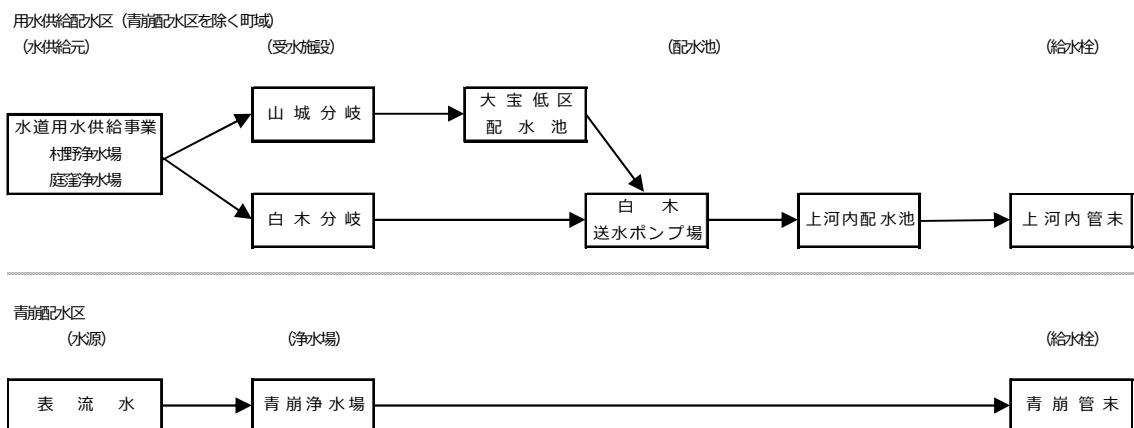 用水供給配水区（青崩配水区を除く町域）
（水供給元）
（受水施設）
（配水池）
（給水栓）
水道用水供給事業
村野浄水場
庭窪浄水場
山城分岐
大宝低区
配水池
白木分岐
白木
送水ポンプ場
上河内配水池
上河内管末
青崩配水区
（水源）
（浄水場）
（給水栓）
表流水
青崩浄水場
青崩管末